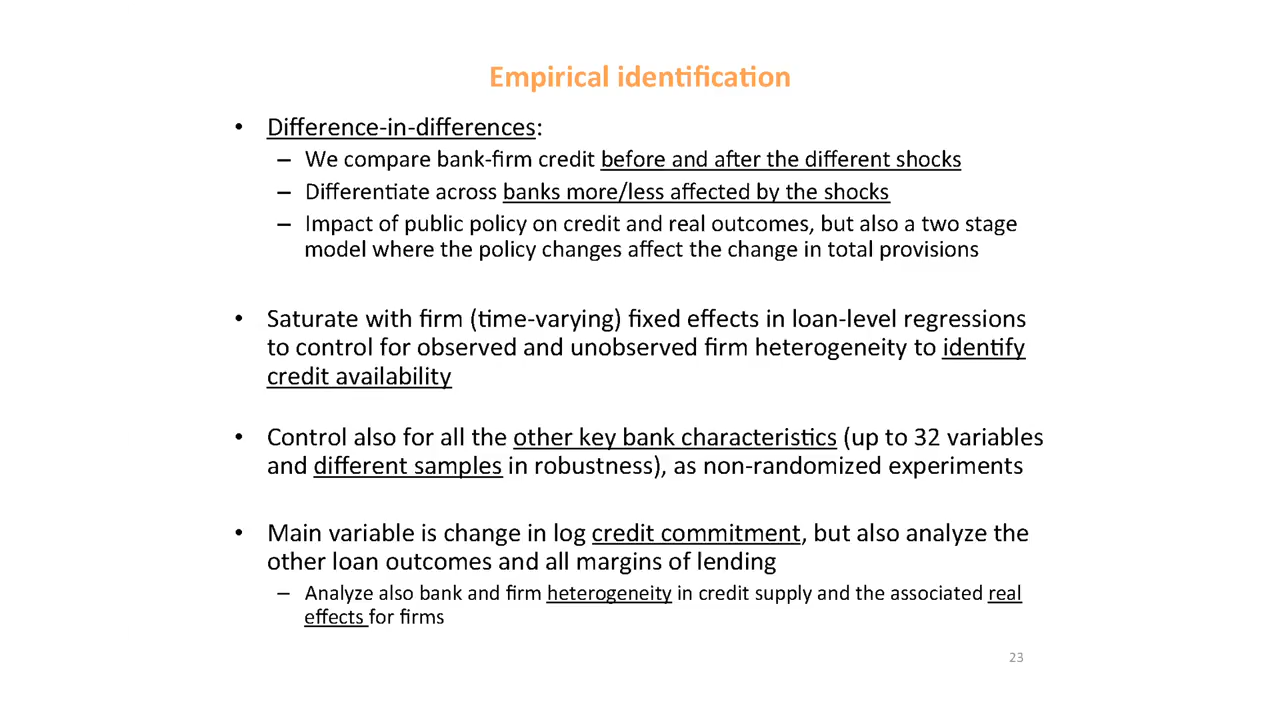 Empirical identification
• Difference-in-differences:
– We compare bank-firm credit before and after the different shocks
– Differentiate across banks more/less affected by the shocks
– Impact of public policy on credit and real outcomes, but also a two stage
model where the policy changes affect the change in total provisions
• Saturate with firm (time-varying) fixed effects in loan-level regressions
to control for observed and unobserved firm heterogeneity to identify
credit availability
• Control also for all the other key bank characteristics (up to 32 variables
and different samples in robustness), as non-randomized experiments
• Main variable is change in log credit commitment, but also analyze the
other loan outcomes and all margins of lending
– Analyze also bank and firm heterogeneity in credit supply and the associated real
effects for firms
23